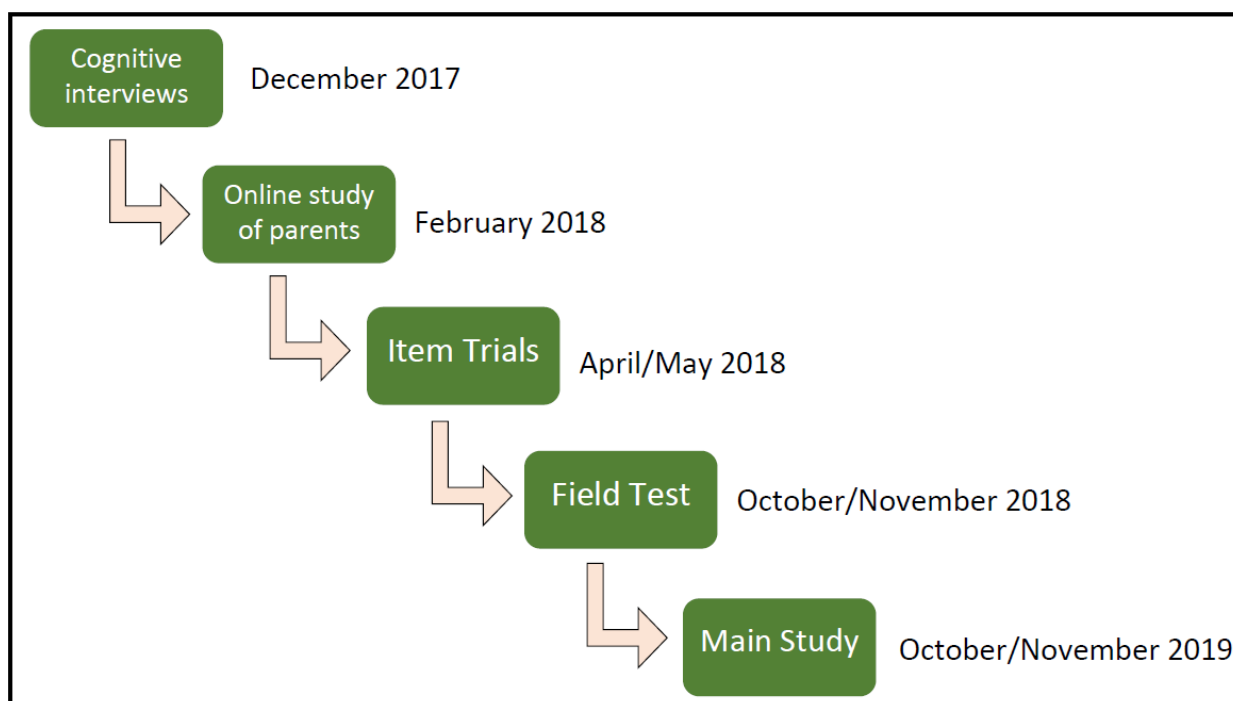 Cognitive
interviews
December 2017
Online study
of parents
February 2018
Item Trials
April/May 2018
Field Test
October/November 2018
Main Study
October/November 2019